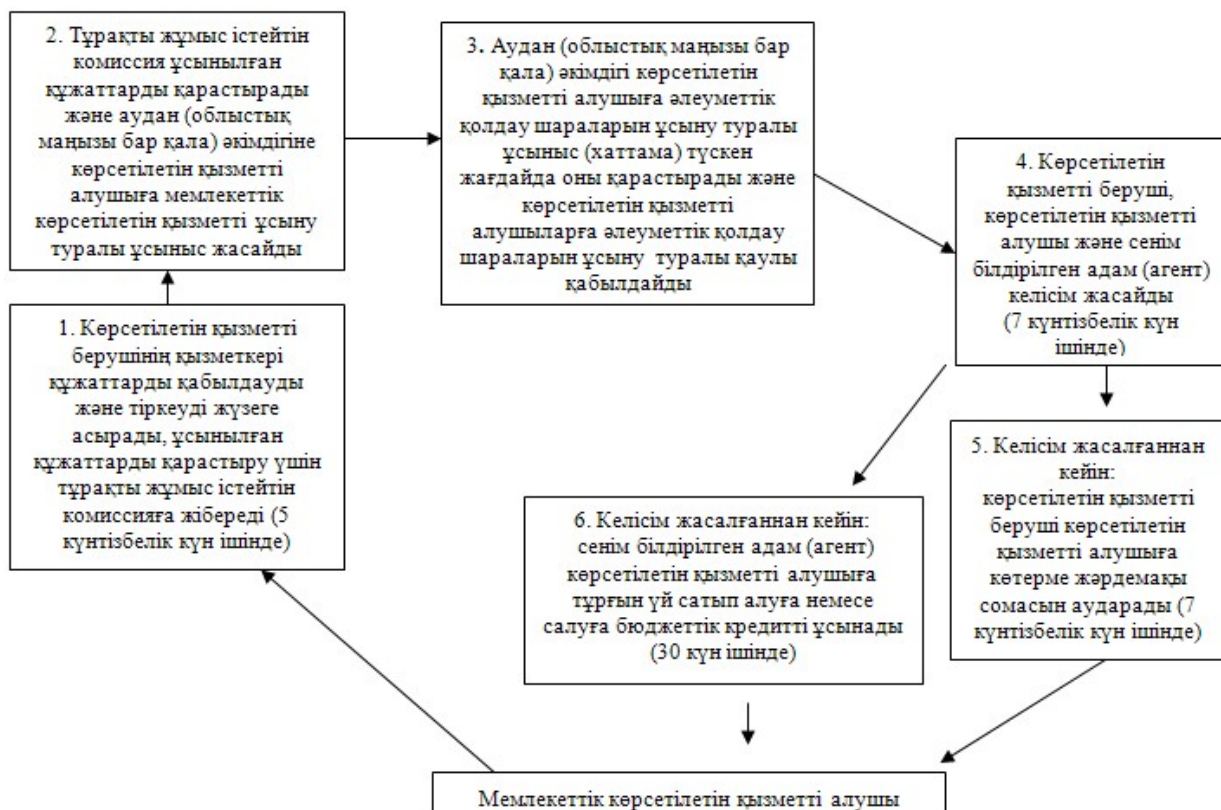 2. Тұрақты жұмыс істейтін
комиссия ұсынылған
құжаттарды қарастырады
және аудан (облыстық
маңызы бар қала) әкімдігіне
көрсетілетін қызметті
алушыға мемлекеттік
көрсетілетін қызметті ұсыну
туралы ұсыныс жасайды
3. Аудан (облыстық маңызы бар
қала) әкімдігі көрсетілетін
қызметті алушыға әлеуметтік
қолдау шараларын ұсыну туралы
ұсыныс (хаттама) түскен
жағдайда оны қарастырады және
көрсетілетін қызметті
алушыларға әлеуметтік қолдау
шараларын ұсыну туралы қаулы
қабылдайды
4. Көрсетілетін
қызметті беруші,
көрсетілетін қызметті
алушы және сенім
білдірілген адам (агент)
келісім жасайды
(7 күнтізбелік күн
ішінде)
1. Көрсетілетін қызметті
берушінің қызметкері
құжаттарды қабылдауды
және тіркеуді жүзеге
асырады, ұсынылған
құжаттарды қарастыру үшін
тұрақты жұмыс істейтін
комиссияға жібереді (5
күнтізбелік күн ішінде)
5. Келісім жасалғаннан
кейін:
көрсетілетін қызметті
беруші көрсетілетін
қызметті алушыға
көтерме жәрдемақы
сомасын аударады (7
күнтізбелік күн ішінде)
6. Келісім жасалғаннан кейін:
сенім білдірілген адам (агент)
көрсетілетін қызметті алушыға
тұрғын үй сатып алуға немесе
салуға бюджеттік кредитті ұсынады
(30 күн ішінде)
Мемлекеттік көрсетілетін қызметті алушы